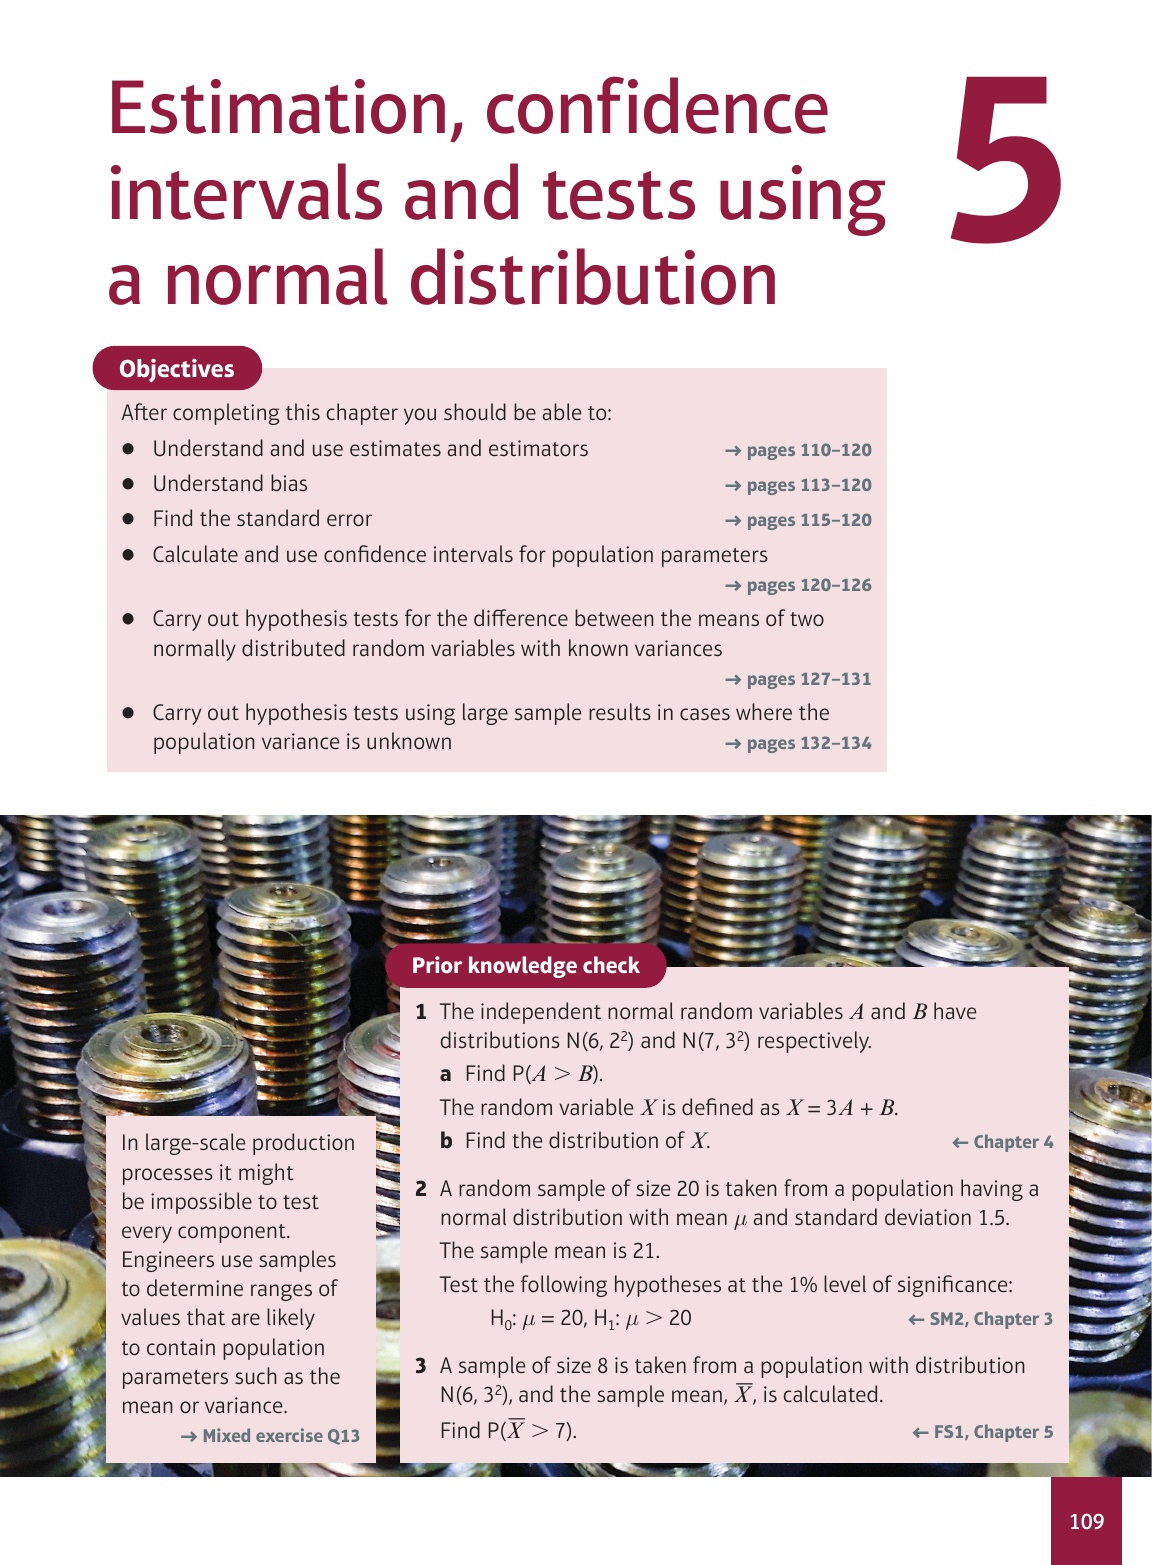 Estimation, confidence
intervals and tests using
a normal distribution
5
Objectives
After completing this chapter you should be able to:
● Understand and use estimates and estimators → pages 110–120
● Understand bias → pages 113–120
● Find the standard error → pages 115–120
● Calculate and use confidence intervals for population parameters
→ pages 120–126
● Carry out hypothesis tests for the difference between the means of two
normally distributed random variables with known variances
→ pages 127–131
● Carry out hypothesis tests using large sample results in cases where the
population variance is unknown → pages 132–134
In large-scale production
processes it might
be impossible to test
every component.
Engineers use samples
to determine ranges of
values that are likely
to contain population
parameters such as the
mean or variance.
→ Mixed exercise Q13
Prior knowledge check
1 The independent normal random variables A and B have
distributions N(6, 2²) and N(7, 3²) respectively.
a Find P(A > B).
The random variable X is defined as X = 3A + B.
b Find the distribution of X. ← Chapter 4
2 A random sample of size 20 is taken from a population having a
normal distribution with mean μ and standard deviation 1.5.
The sample mean is 21.
Test the following hypotheses at the 1% level of significance:
H₀: μ = 20, H₁: μ > 20 ← SM2, Chapter 3
3 A sample of size 8 is taken from a population with distribution
N(6, 3²), and the sample mean, X̅, is calculated.
Find P(X̅ > 7). ← FS1, Chapter 5
109